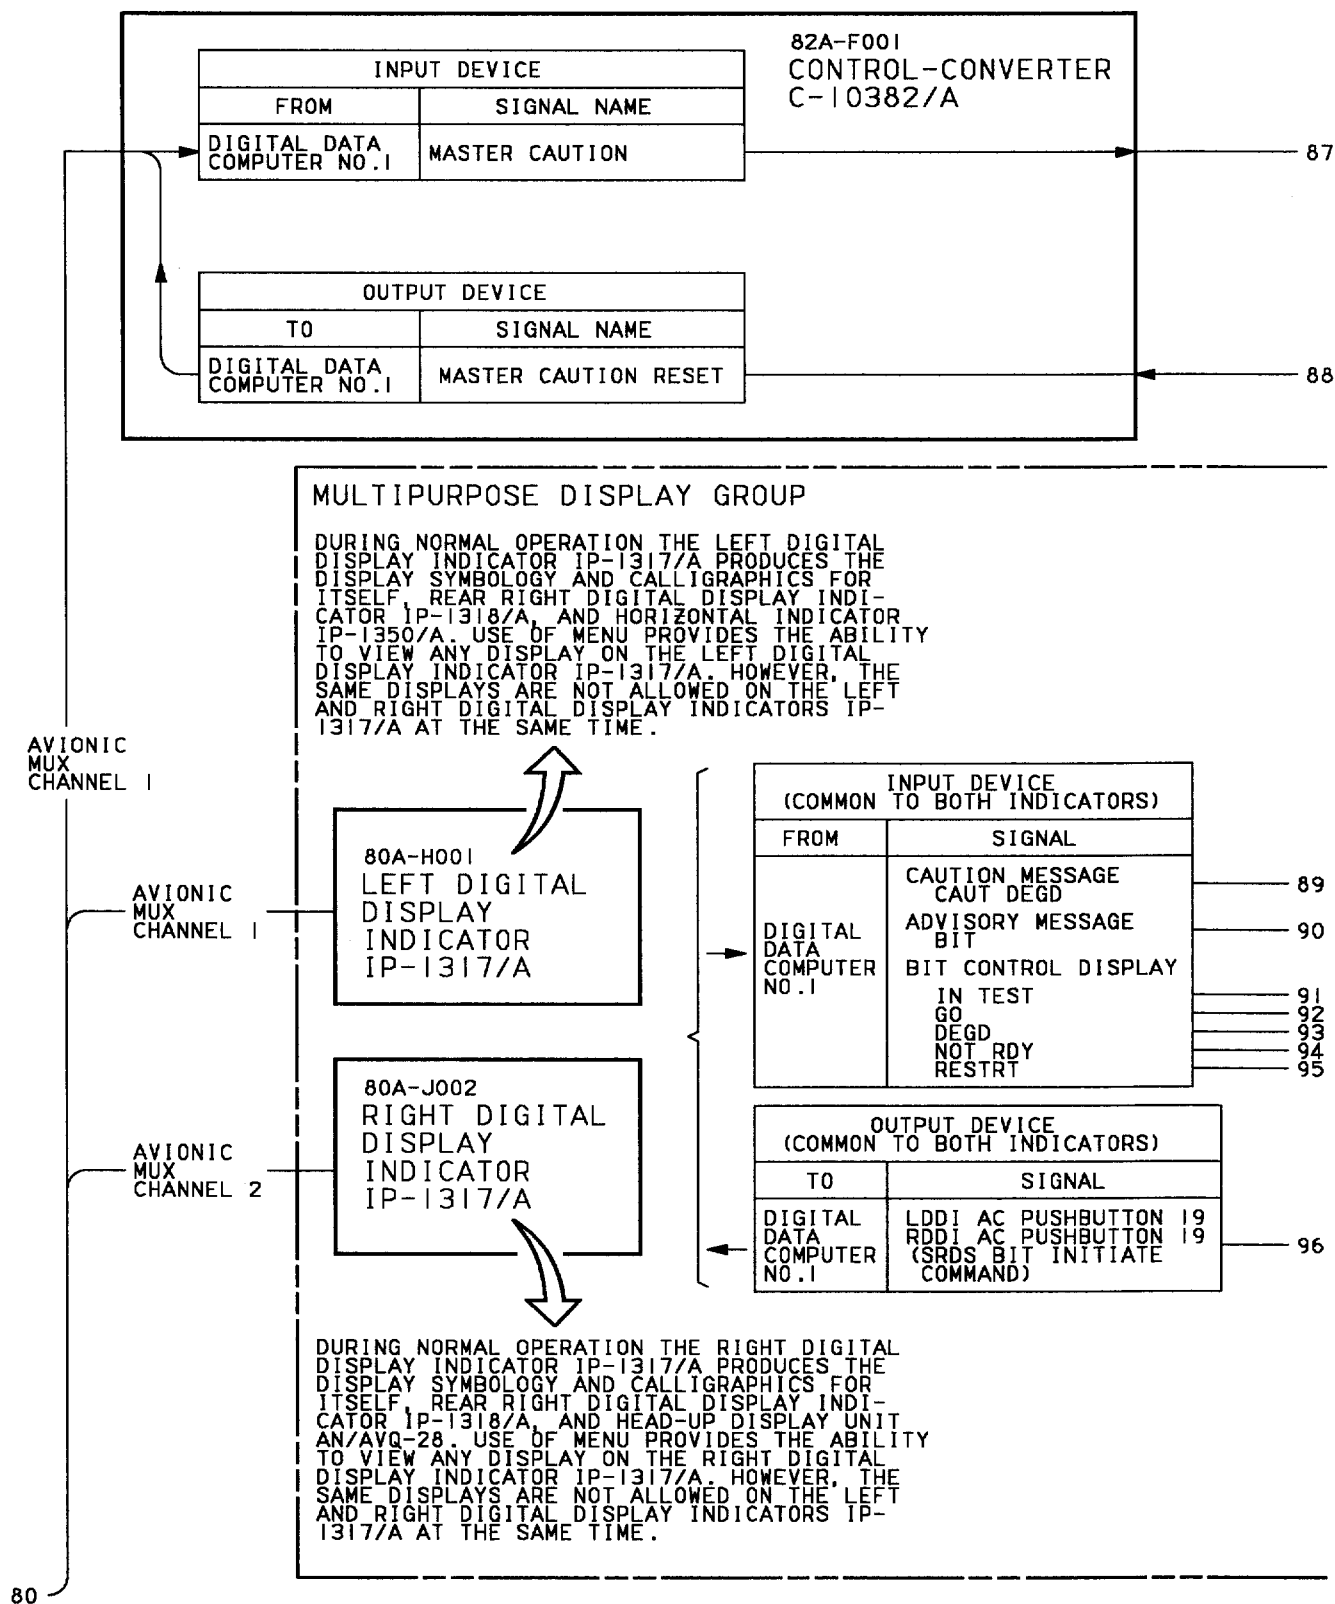 82A-F001
CONTROL-CONVERTER
C-10382/A
INPUT DEVICE
FROM SIGNAL NAME
DIGITAL DATA
COMPUTER NO.1
MASTER CAUTION
87
OUTPUT DEVICE
TO SIGNAL NAME
DIGITAL DATA
COMPUTER NO.1
MASTER CAUTION RESET
88
MULTIPURPOSE DISPLAY GROUP
DURING NORMAL OPERATION THE LEFT DIGITAL
DISPLAY INDICATOR IP-1317/A PRODUCES THE
DISPLAY SYMBOLOGY AND CALLIGRAPHICS FOR
ITSELF, REAR RIGHT DIGITAL DISPLAY INDI-
CATOR IP-1318/A, AND HORIZONTAL INDICATOR
IP-1350/A. USE OF MENU PROVIDES THE ABILITY
TO VIEW ANY DISPLAY ON THE LEFT DIGITAL
DISPLAY INDICATOR IP-1317/A. HOWEVER, THE
SAME DISPLAYS ARE NOT ALLOWED ON THE LEFT
AND RIGHT DIGITAL DISPLAY INDICATORS IP-
1317/A AT THE SAME TIME.
AVIONIC
MUX
CHANNEL 1
AVIONIC
MUX
CHANNEL 1
80A-H001
LEFT DIGITAL
DISPLAY
INDICATOR
IP-1317/A
INPUT DEVICE
(COMMON TO BOTH INDICATORS)
FROM SIGNAL
DIGITAL
DATA
COMPUTER
NO.1
CAUTION MESSAGE
CAUT DEGD
89
ADVISORY MESSAGE
BIT
90
BIT CONTROL DISPLAY
IN TEST 91
GO 92
DEGD 93
NOT RDY 94
RESTRT 95
AVIONIC
MUX
CHANNEL 2
80A-J002
RIGHT DIGITAL
DISPLAY
INDICATOR
IP-1317/A
OUTPUT DEVICE
(COMMON TO BOTH INDICATORS)
TO SIGNAL
DIGITAL
DATA
COMPUTER
NO.1
LDDI AC PUSHBUTTON 19
RDDI AC PUSHBUTTON 19
(SRDS BIT INITIATE
COMMAND)
96
DURING NORMAL OPERATION THE RIGHT DIGITAL
DISPLAY INDICATOR IP-1317/A PRODUCES THE
DISPLAY SYMBOLOGY AND CALLIGRAPHICS FOR
ITSELF, REAR RIGHT DIGITAL DISPLAY INDI-
CATOR IP-1318/A, AND HEAD-UP DISPLAY UNIT
AN/AVQ-28. USE OF MENU PROVIDES THE ABILITY
TO VIEW ANY DISPLAY ON THE RIGHT DIGITAL
DISPLAY INDICATOR IP-1317/A. HOWEVER, THE
SAME DISPLAYS ARE NOT ALLOWED ON THE LEFT
AND RIGHT DIGITAL DISPLAY INDICATORS IP-
1317/A AT THE SAME TIME.
80